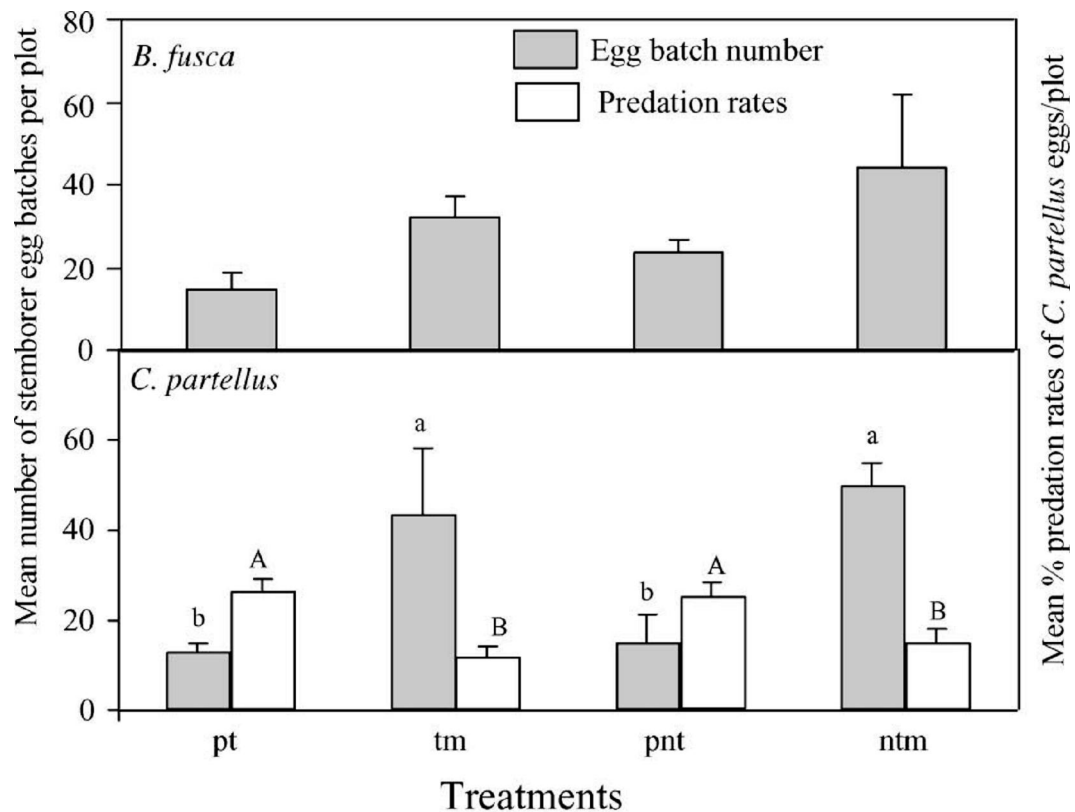 Mean number of stemborer egg batches per plot
Mean % predation rates of C. partellus eggs/plot
80
60
40
20
0
B. fusca
Egg batch number
Predation rates
C. partellus
60
40
20
0
b
A
a
B
b
A
a
B
pt
tm
pnt
ntm
Treatments